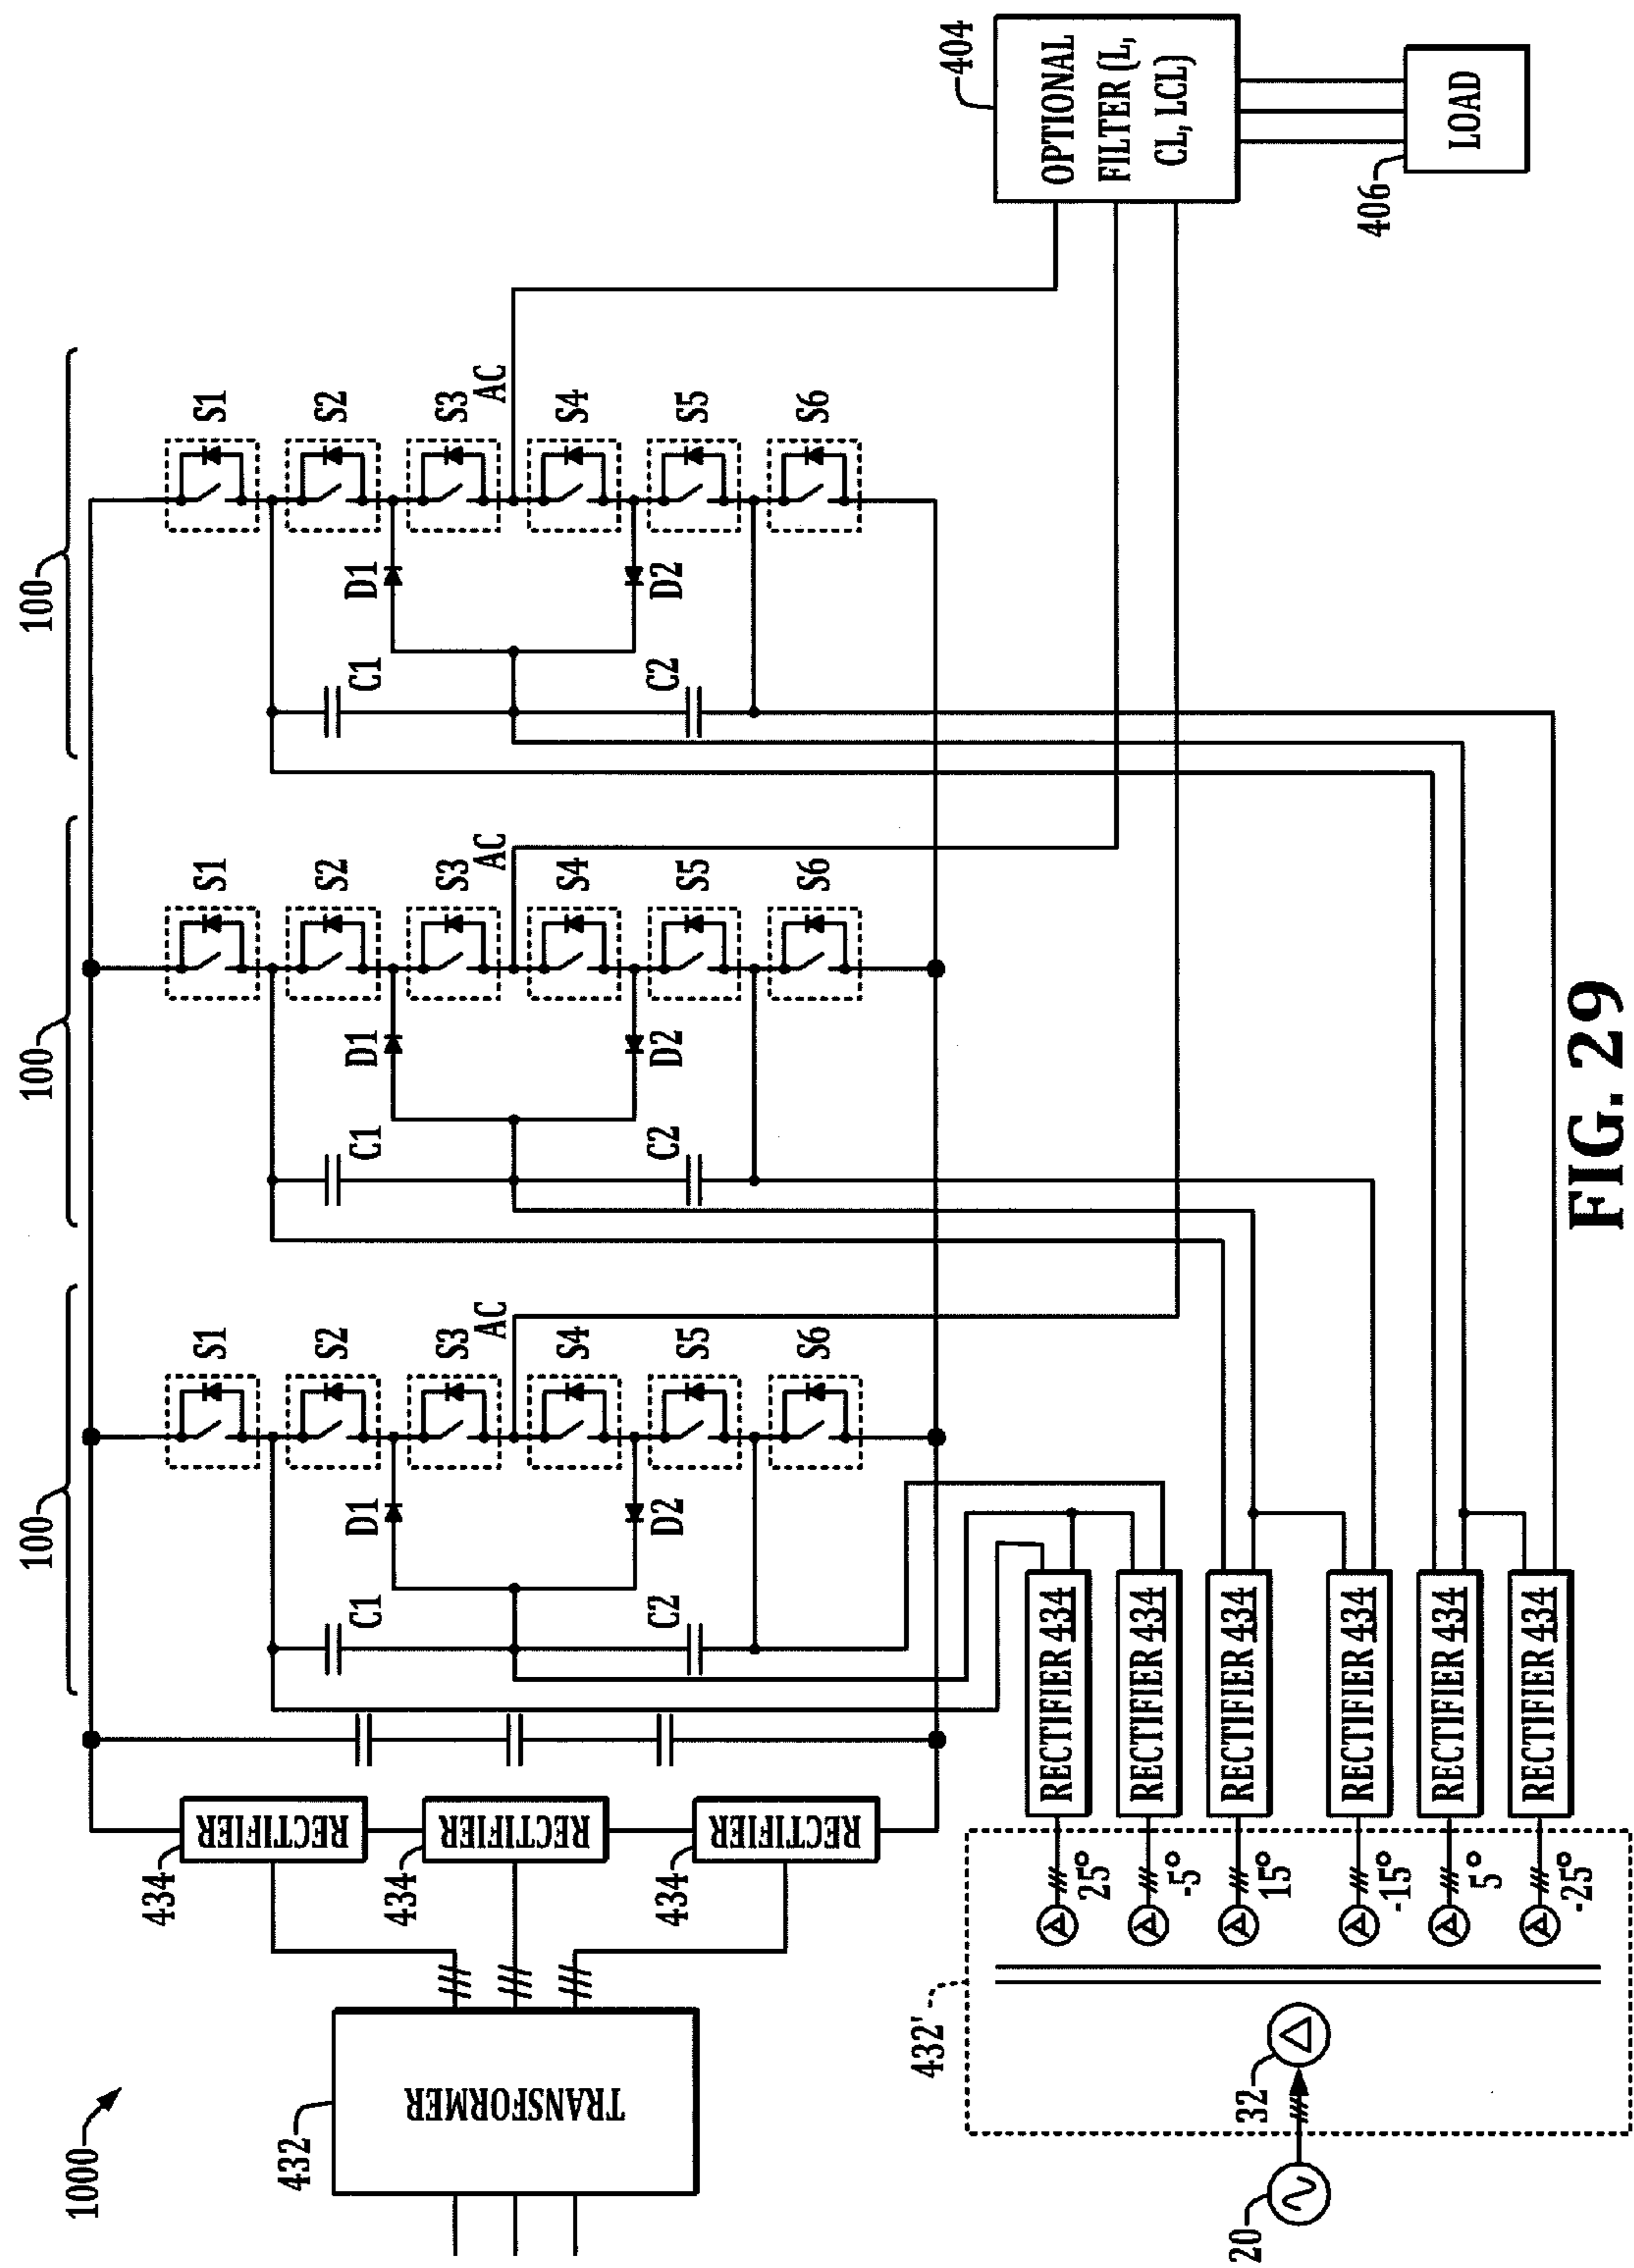 1000
100
100
100
432
TRANSFORMER
434
RECTIFIER
434
RECTIFIER
434
RECTIFIER
C1
C2
D1
D2
S1
S2
S3
AC
S4
S5
S6
C1
C2
D1
D2
S1
S2
S3
AC
S4
S5
S6
C1
C2
D1
D2
S1
S2
S3
AC
S4
S5
S6
404
OPTIONAL
FILTER (L,
CL, LCL)
406
LOAD
20
32
432'
25°
RECTIFIER 434
-5°
RECTIFIER 434
15°
RECTIFIER 434
-15°
RECTIFIER 434
5°
RECTIFIER 434
-25°
RECTIFIER 434
FIG. 29